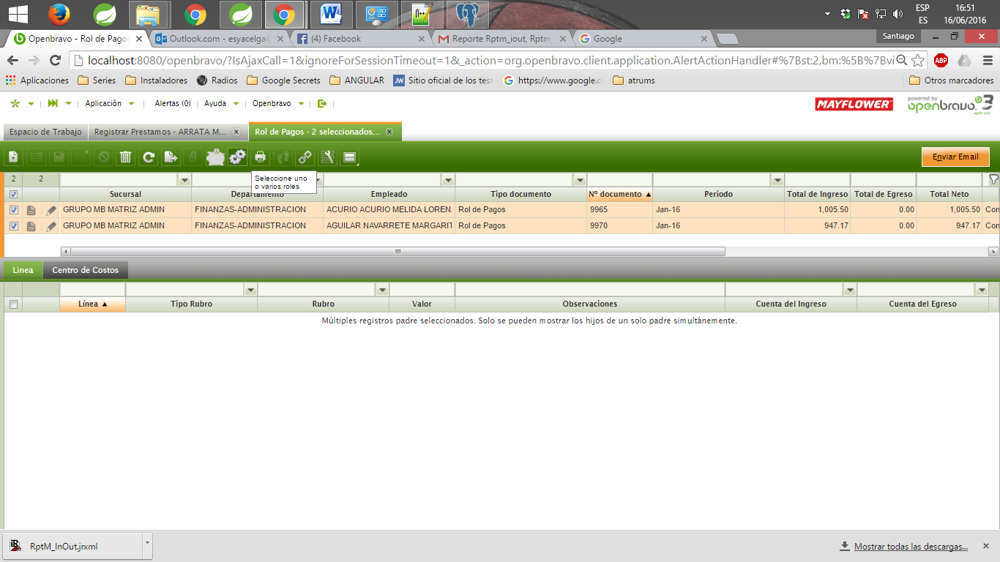 ESP
ES
16:51
16/06/2016
Openbravo - Rol de Pagos
Outlook.com - esyacelga@
(4) Facebook
Reporte Rptm_iout, Rptm_
Google
Santiago
localhost:8080/openbravo/?IsAjaxCall=1&ignoreForSessionTimeout=1&_action=org.openbravo.client.application.AlertActionHandler#%7Bst:2,bm:%5B%7Bvi
ABP
Aplicaciones
Series
Instaladores
Radios
Google Secrets
ANGULAR
JW Sitio oficial de los test
https://www.google.c
atrums
Otros marcadores
Aplicación
Alertas (0)
Ayuda
Openbravo
MAYFLOWER
powered by
openbravo 3
agile erp
Espacio de Trabajo
Registrar Prestamos - ARRATA M...
Rol de Pagos - 2 seleccionados...
Enviar Email
Seleccione uno
o varios roles
2 2
Sucursal Departamento Empleado Tipo documento Nº documento Periodo Total de Ingreso Total de Egreso Total Neto
GRUPO MB MATRIZ ADMIN FINANZAS-ADMINISTRACION ACURIO ACURIO MELIDA LOREN. Rol de Pagos 9965 Jan-16 1,005.50 0.00 1,005.50 Con
GRUPO MB MATRIZ ADMIN FINANZAS-ADMINISTRACION AGUILAR NAVARRETE MARGARIT Rol de Pagos 9970 Jan-16 947.17 0.00 947.17 Con
Linea
Centro de Costos
Línea Tipo Rubro Rubro Valor Observaciones Cuenta del Ingreso Cuenta del Egreso
Múltiples registros padre seleccionados. Solo se pueden mostrar los hijos de un solo padre simultánemente.
iR
RptM_InOut.jrxml
Mostrar todas las descargas...